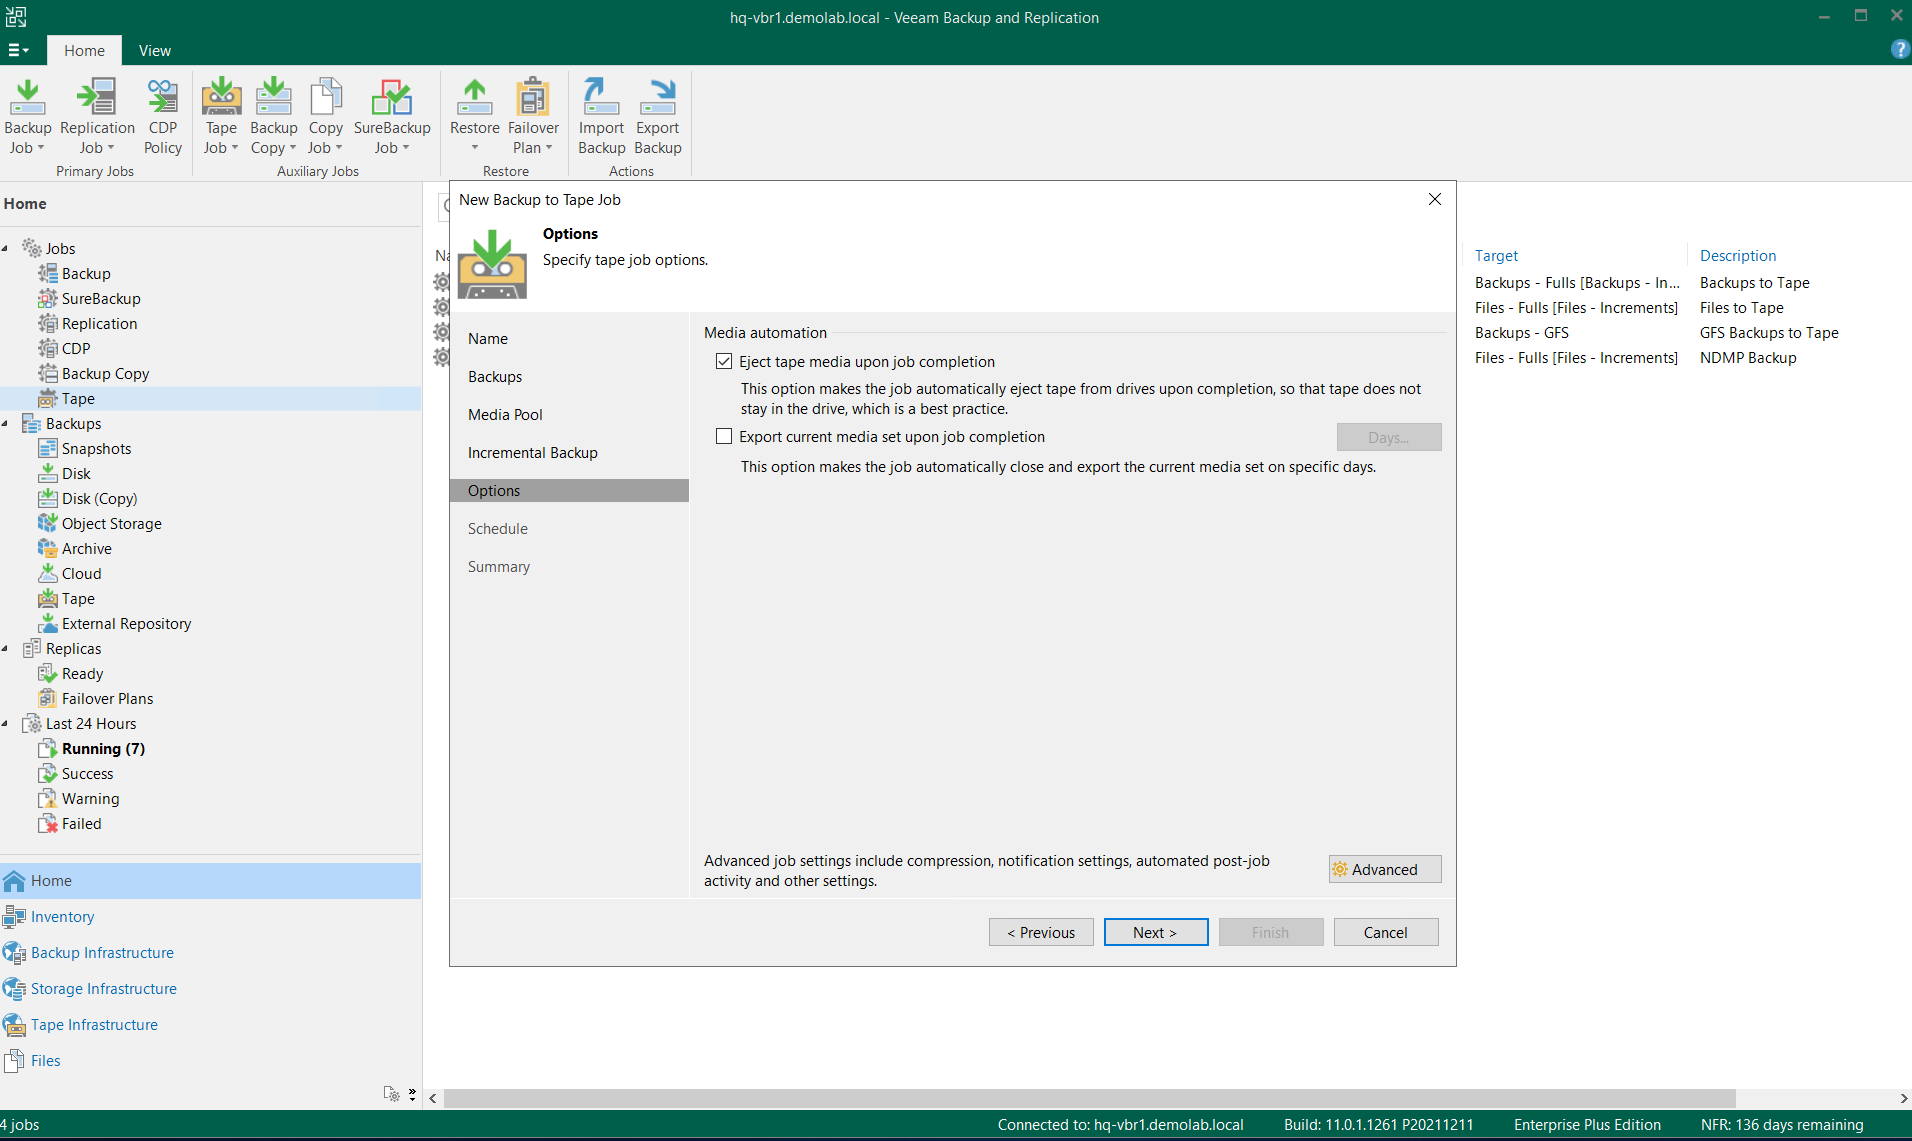 hq-vbr1.demolab.local - Veeam Backup and Replication
Home
View
Backup Job
Replication Job
CDP Policy
Primary Jobs
Tape Job
Backup Copy
Copy Job
SureBackup Job
Auxiliary Jobs
Restore
Failover Plan
Restore
Import Backup
Export Backup
Actions
Home
Jobs
Backup
SureBackup
Replication
CDP
Backup Copy
Tape
Backups
Snapshots
Disk
Disk (Copy)
Object Storage
Archive
Cloud
Tape
External Repository
Replicas
Ready
Failover Plans
Last 24 Hours
Running (7)
Success
Warning
Failed
Home
Inventory
Backup Infrastructure
Storage Infrastructure
Tape Infrastructure
Files
New Backup to Tape Job
Options
Specify tape job options.
Name
Backups
Media Pool
Incremental Backup
Options
Schedule
Summary
Media automation
Eject tape media upon job completion
This option makes the job automatically eject tape from drives upon completion, so that tape does not
stay in the drive, which is a best practice.
Export current media set upon job completion
Days...
This option makes the job automatically close and export the current media set on specific days.
Advanced job settings include compression, notification settings, automated post-job
activity and other settings.
Advanced
< Previous
Next >
Finish
Cancel
Target
Description
Backups - Fulls [Backups - In...
Backups to Tape
Files - Fulls [Files - Increments]
Files to Tape
Backups - GFS
GFS Backups to Tape
Files - Fulls [Files - Increments]
NDMP Backup
4 jobs
Connected to: hq-vbr1.demolab.local
Build: 11.0.1.1261 P20211211
Enterprise Plus Edition
NFR: 136 days remaining